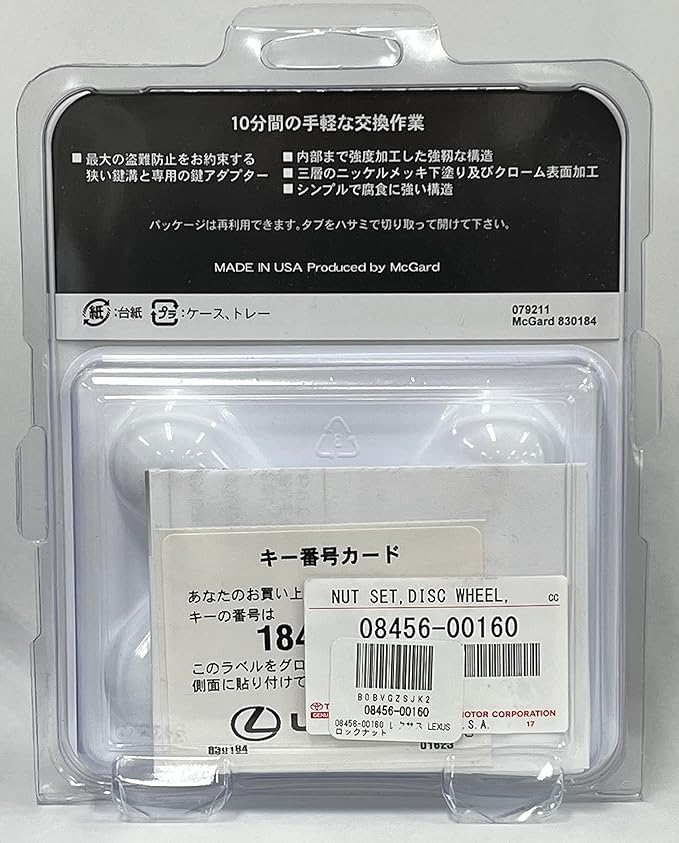 10分間の手軽な交換作業
■ 最大の盗難防止をお約束する
狭い鍵溝と専用の鍵アダプター
■ 内部まで強度加工した強靭な構造
■ 三層のニッケルメッキ下塗り及びクローム表面加工
■ シンプルで腐食に強い構造
パッケージは再利用できます。タブをハサミで切り取って開けて下さい。
MADE IN USA Produced by McGard
紙:台紙 プラ:ケース、トレー
079211
McGard 830184
キー番号カード
あなたのお買い上
キーの番号は
184
このラベルをグロ
側面に貼り付けて
830184
01623
NUT SET,DISC WHEEL, CC
08456-00160
B0BVGZSJK2
08456-00160
08456-00160 レクサス LEXUS
ロックナット
MOTOR CORPORATION
.S.A. 17